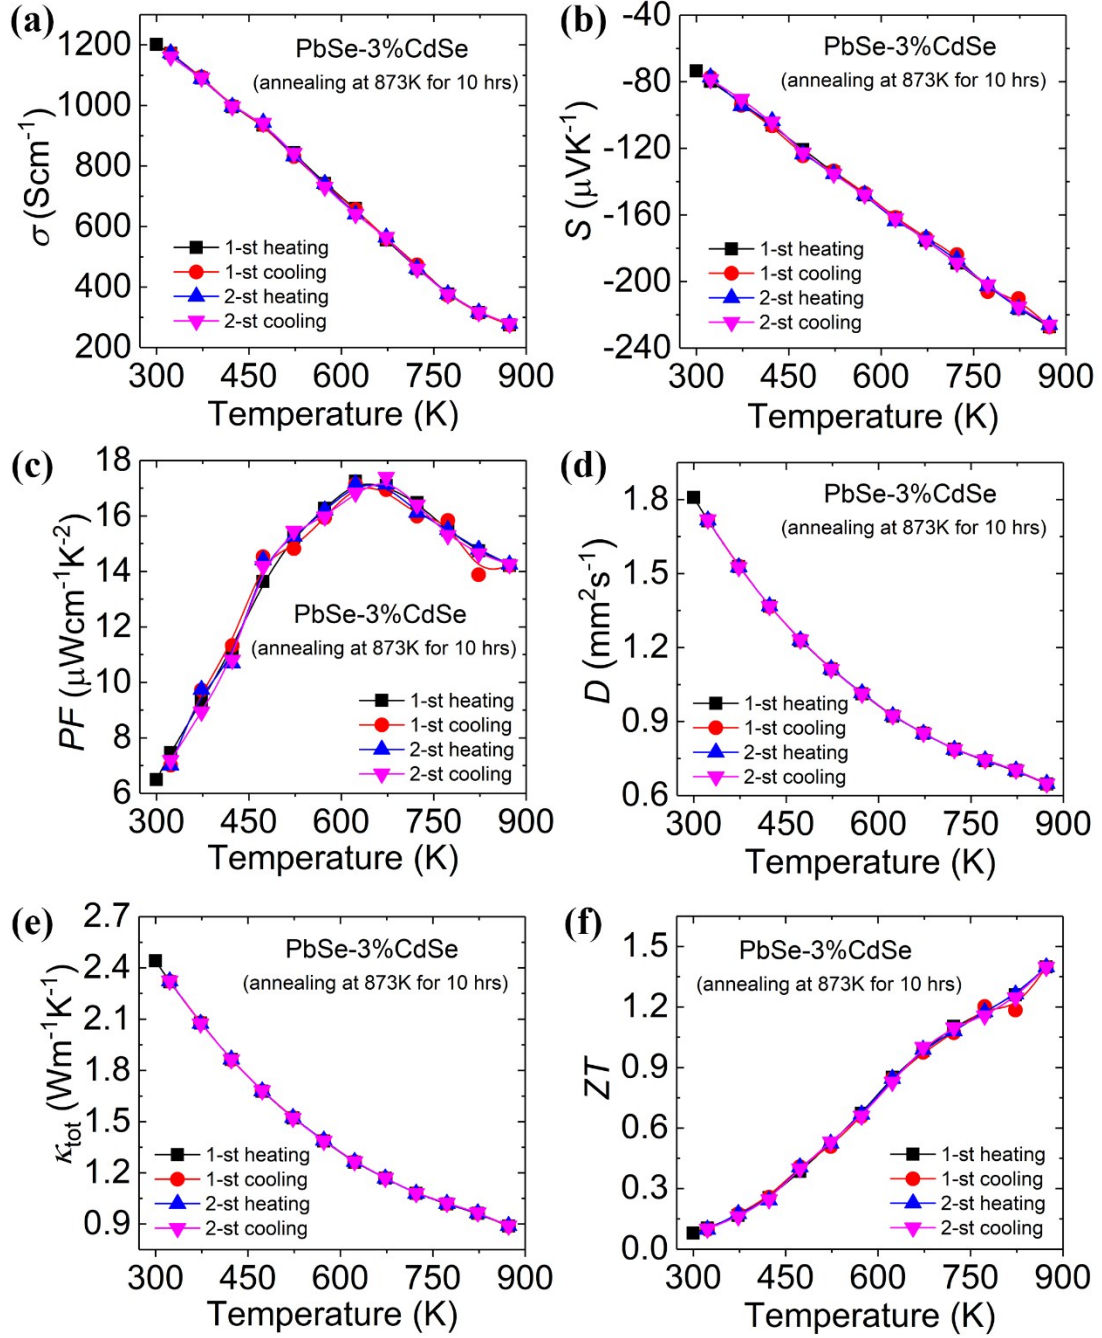 (a)
1200
1000
800
600
400
200
σ (Scm⁻¹)
PbSe-3%CdSe
(annealing at 873K for 10 hrs)
1-st heating
1-st cooling
2-st heating
2-st cooling
300 450 600 750 900
Temperature (K)
(b)
-40
-80
-120
-160
-200
-240
S (μVK⁻¹)
PbSe-3%CdSe
(annealing at 873K for 10 hrs)
1-st heating
1-st cooling
2-st heating
2-st cooling
300 450 600 750 900
Temperature (K)
(c)
18
16
14
12
10
8
6
PF (μWcm⁻¹K⁻²)
PbSe-3%CdSe
(annealing at 873K for 10 hrs)
1-st heating
1-st cooling
2-st heating
2-st cooling
300 450 600 750 900
Temperature (K)
(d)
1.8
1.5
1.2
0.9
0.6
D (mm²s⁻¹)
PbSe-3%CdSe
(annealing at 873K for 10 hrs)
1-st heating
1-st cooling
2-st heating
2-st cooling
300 450 600 750 900
Temperature (K)
(e)
2.7
2.4
2.1
1.8
1.5
1.2
0.9
κtot (Wm⁻¹K⁻¹)
PbSe-3%CdSe
(annealing at 873K for 10 hrs)
1-st heating
1-st cooling
2-st heating
2-st cooling
300 450 600 750 900
Temperature (K)
(f)
1.5
1.2
0.9
0.6
0.3
0.0
ZT
PbSe-3%CdSe
(annealing at 873K for 10 hrs)
1-st heating
1-st cooling
2-st heating
2-st cooling
300 450 600 750 900
Temperature (K)